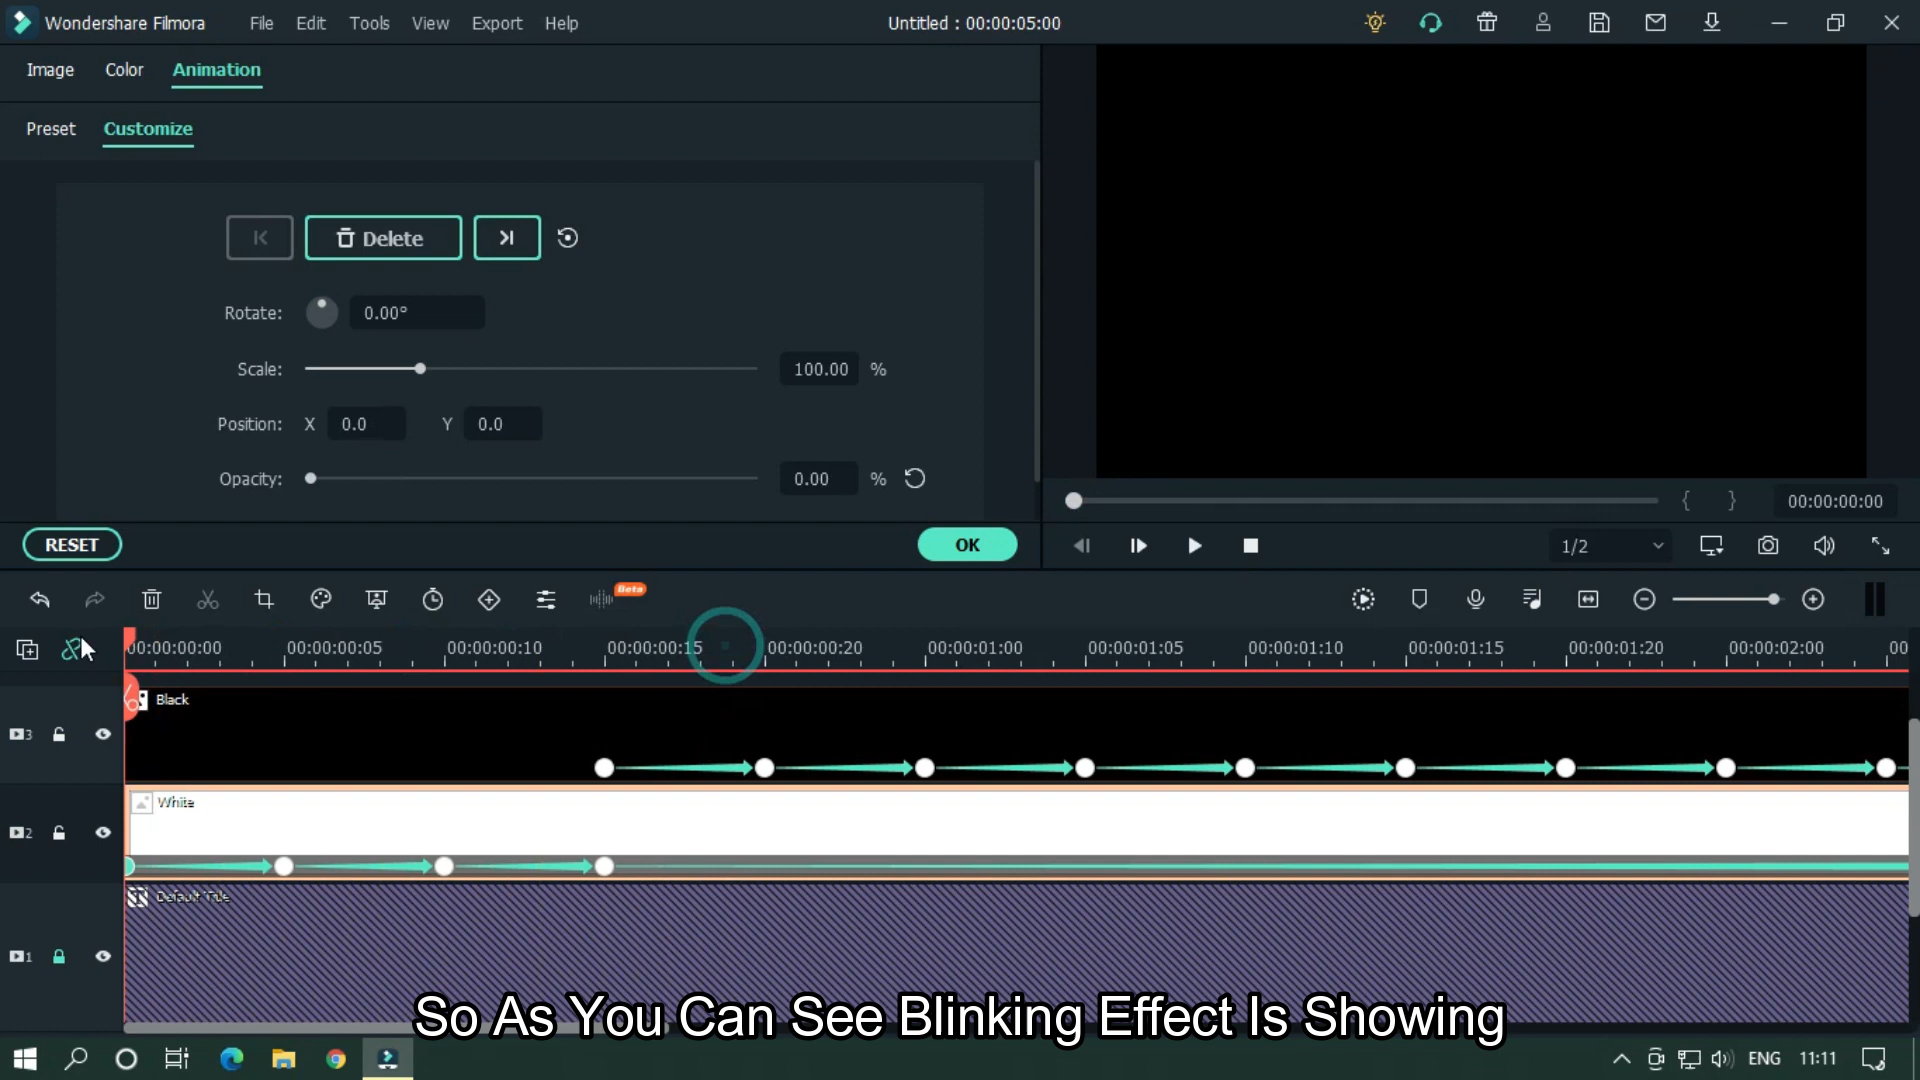 Wondershare Filmora File Edit Tools View Export Help Untitled : 00:00:05:00
Image Color Animation
Preset Customize
Delete
Rotate: 0.00°
Scale: 100.00 %
Position: X 0.0 Y 0.0
Opacity: 0.00 %
{ } 00:00:00:00
RESET OK 1/2
Beta
00:00:00:00 00:00:00:05 00:00:00:10 00:00:00:15 00:00:00:20 00:00:01:00 00:00:01:05 00:00:01:10 00:00:01:15 00:00:01:20 00:00:02:00 00
Black
3
White
2
Default Title
1
So As You Can See Blinking Effect Is Showing
ENG 11:11